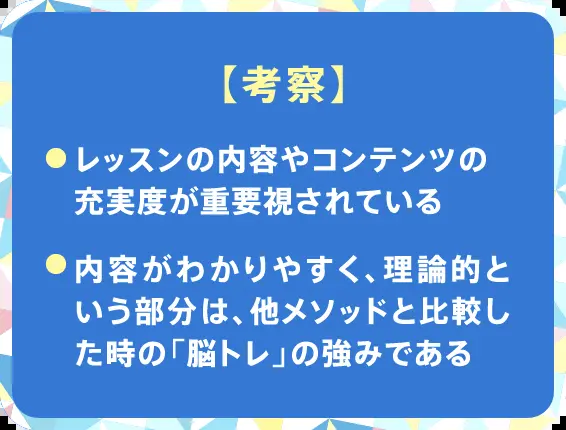 【考察】
●レッスンの内容やコンテンツの
充実度が重要視されている
●内容がわかりやすく、理論的と
いう部分は、他メソッドと比較し
た時の「脳トレ」の強みである